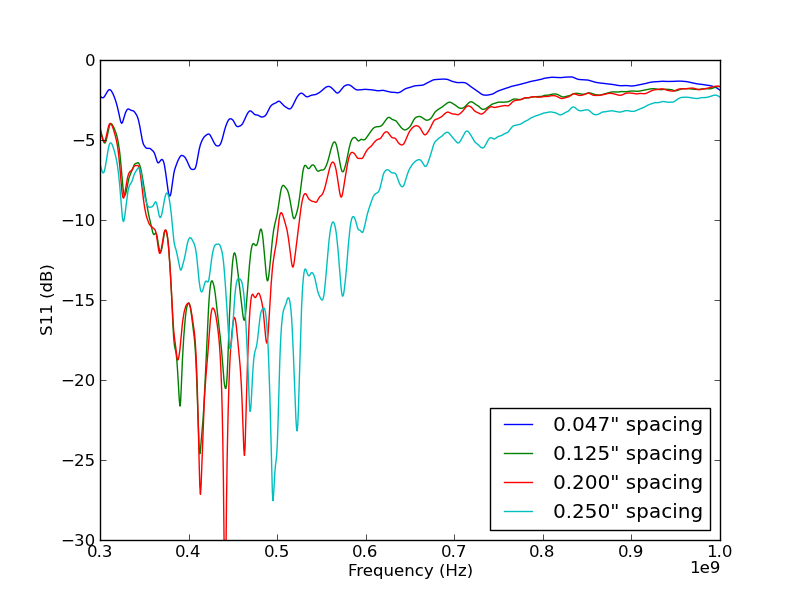 0
−5
−10
−15
−20
−25
−30
S11 (dB)
0.047" spacing
0.125" spacing
0.200" spacing
0.250" spacing
0.3 0.4 0.5 0.6 0.7 0.8 0.9 1.0
1e9
Frequency (Hz)